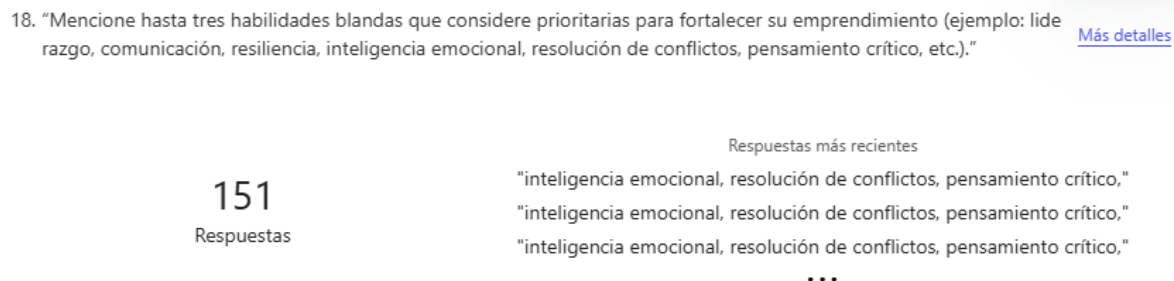 18. “Mencione hasta tres habilidades blandas que considere prioritarias para fortalecer su emprendimiento (ejemplo: lide
razgo, comunicación, resiliencia, inteligencia emocional, resolución de conflictos, pensamiento crítico, etc.).”
Más detalles
Respuestas más recientes
151
Respuestas
"inteligencia emocional, resolución de conflictos, pensamiento crítico,"
"inteligencia emocional, resolución de conflictos, pensamiento crítico,"
"inteligencia emocional, resolución de conflictos, pensamiento crítico,"
...